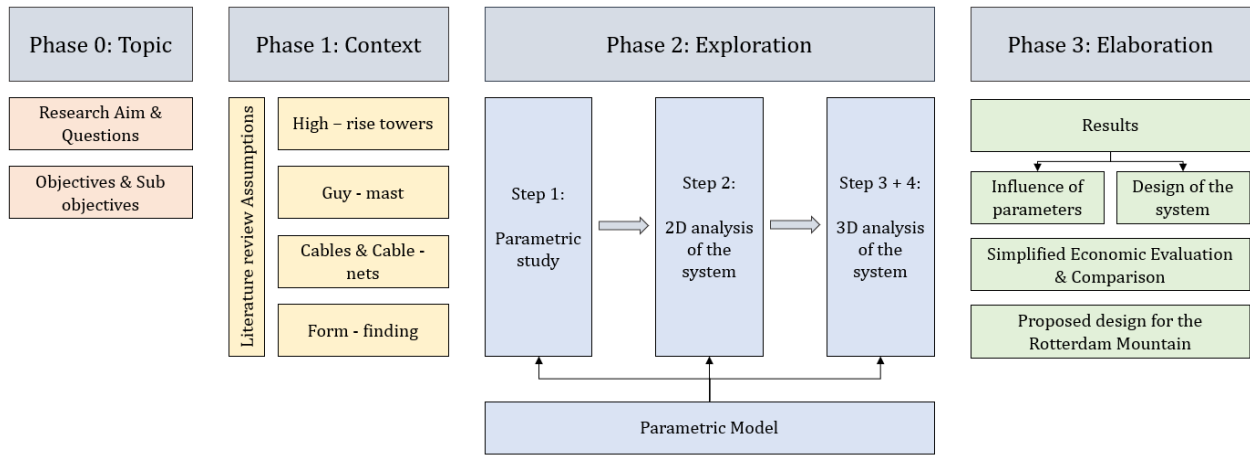 Phase 0: Topic
Research Aim &
Questions
Objectives & Sub
objectives
Phase 1: Context
Literature review Assumptions
High – rise towers
Guy - mast
Cables & Cable -
nets
Form - finding
Phase 2: Exploration
Step 1:
Parametric
study
Step 2:
2D analysis
of the
system
Step 3 + 4:
3D analysis
of the
system
Parametric Model
Phase 3: Elaboration
Results
Influence of
parameters
Design of the
system
Simplified Economic Evaluation
& Comparison
Proposed design for the
Rotterdam Mountain